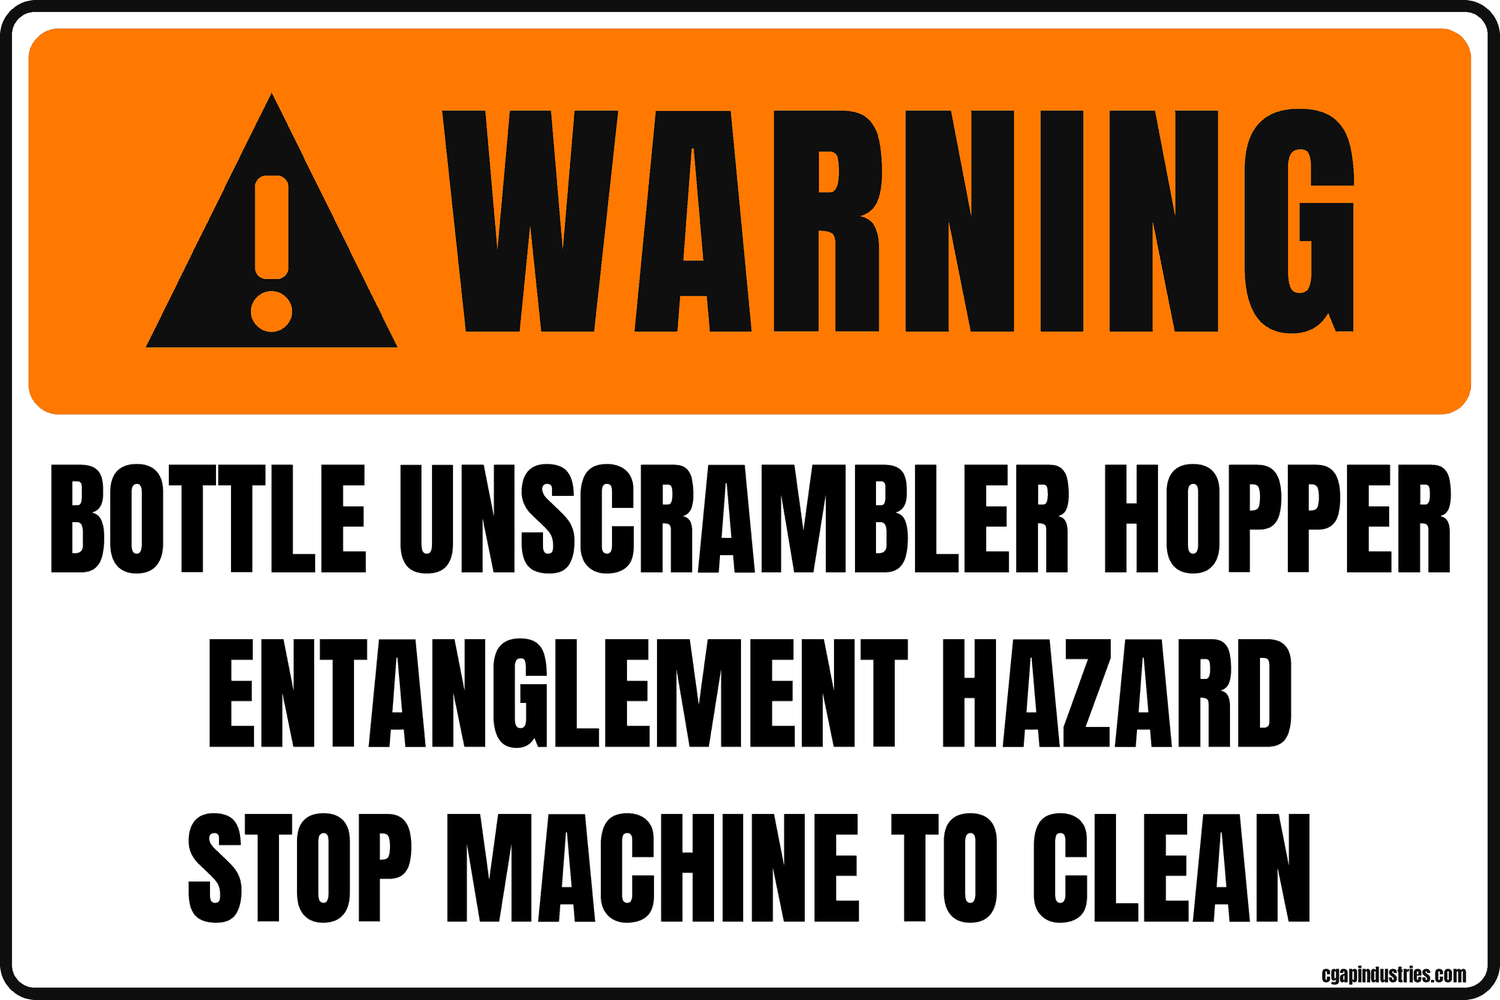 WARNING
BOTTLE UNSCRAMBLER HOPPER
ENTANGLEMENT HAZARD
STOP MACHINE TO CLEAN
cgapindustries.com